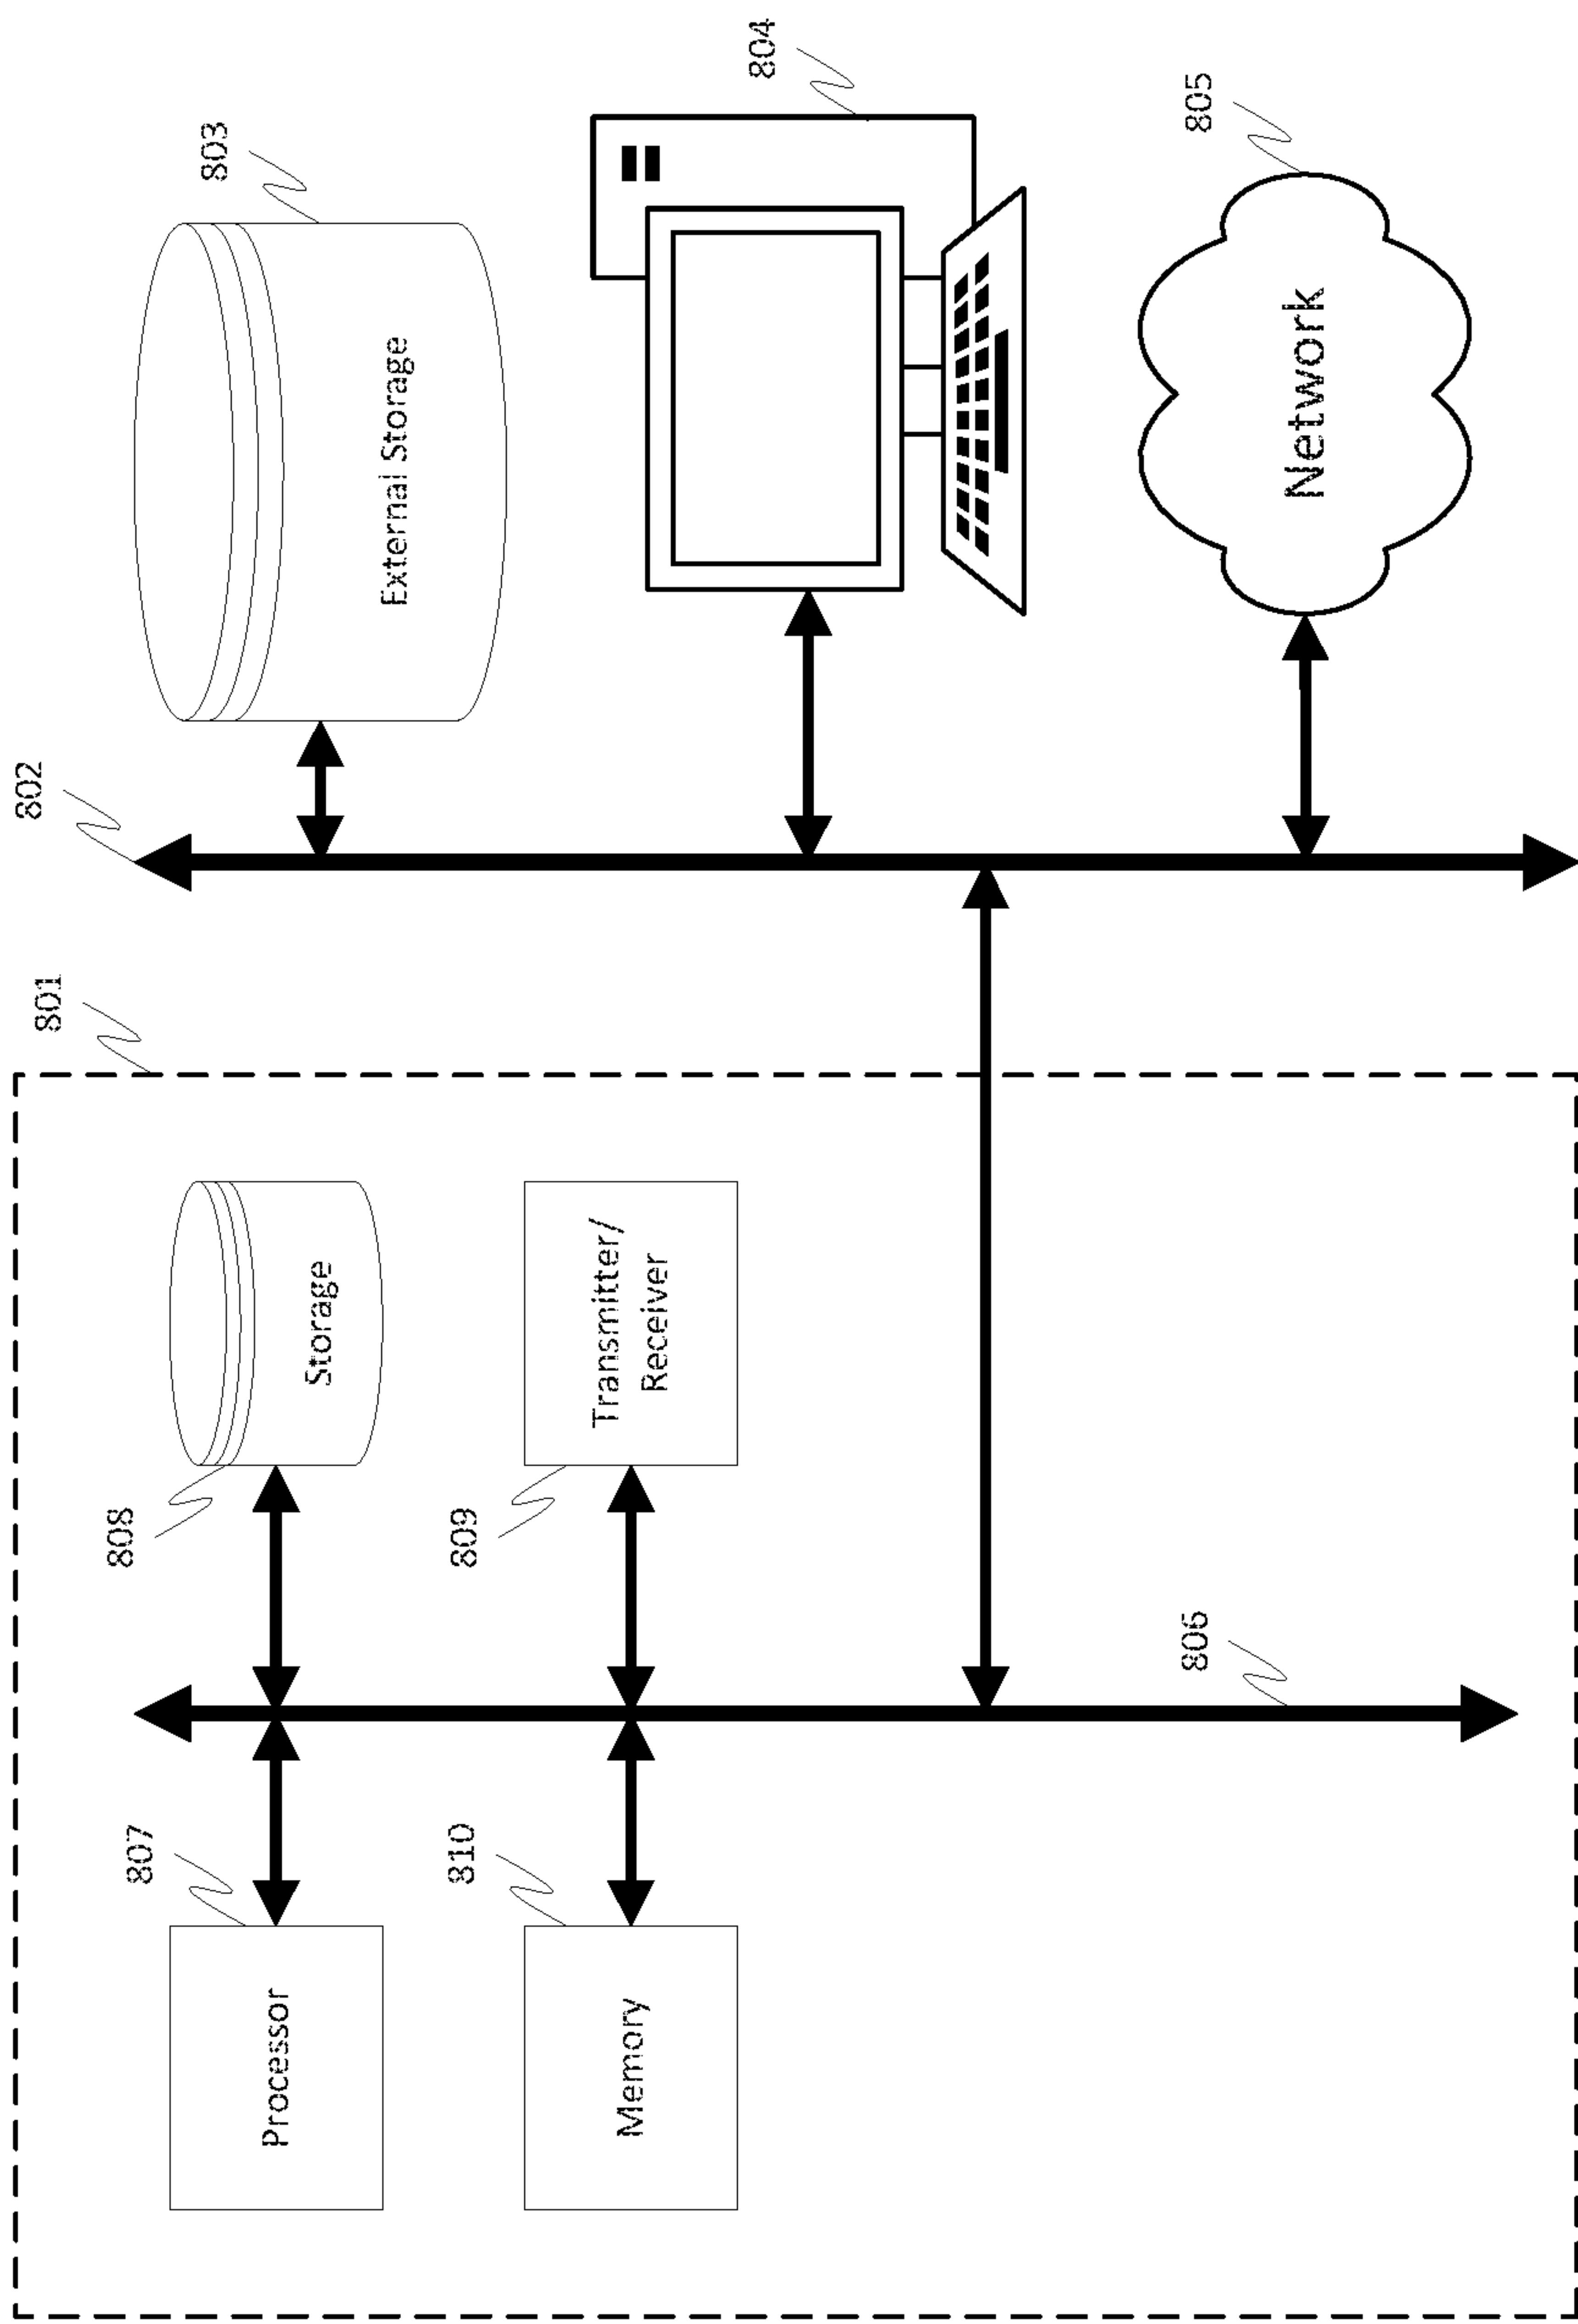 801
802
803
External Storage
804
805
Network
807
Processor
808
Storage
810
Memory
809
Transmitter/
Receiver
806